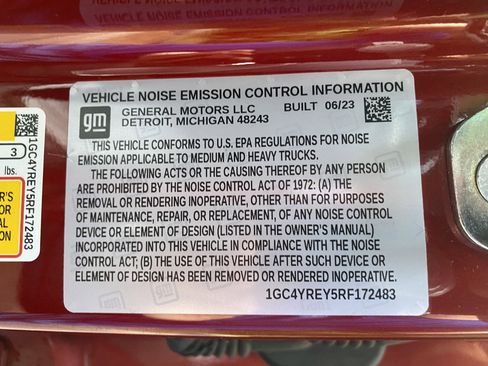 VEHICLE NOISE EMISSION CONTROL INFORMATION
gm
GENERAL MOTORS LLC BUILT 06/23
DETROIT, MICHIGAN 48243
THIS VEHICLE CONFORMS TO U.S. EPA REGULATIONS FOR NOISE
EMISSION APPLICABLE TO MEDIUM AND HEAVY TRUCKS.
THE FOLLOWING ACTS OR THE CAUSING THEREOF BY ANY PERSON
ARE PROHIBITED BY THE NOISE CONTROL ACT OF 1972: (A) THE
REMOVAL OR RENDERING INOPERATIVE, OTHER THAN FOR PURPOSES
OF MAINTENANCE, REPAIR, OR REPLACEMENT, OF ANY NOISE CONTROL
DEVICE OR ELEMENT OF DESIGN (LISTED IN THE OWNER'S MANUAL)
INCORPORATED INTO THIS VEHICLE IN COMPLIANCE WITH THE NOISE
CONTROL ACT; (B) THE USE OF THIS VEHICLE AFTER SUCH DEVICE OR
ELEMENT OF DESIGN HAS BEEN REMOVED OR RENDERED INOPERATIVE.
1GC4YREY5RF172483
3
lbs.
1GC4YREY5RF172483